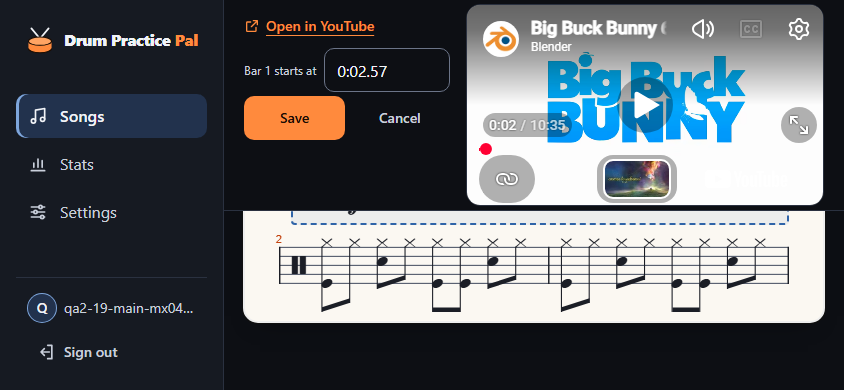 Drum Practice Pal
Songs
Stats
Settings
Q
qa2-19-main-mx04...
Sign out
Open in YouTube
Bar 1 starts at
0:02.57
Save
Cancel
Big Buck Bunny
Blender
CC
Big Buck
BUNNY
0:02 / 10:35
2